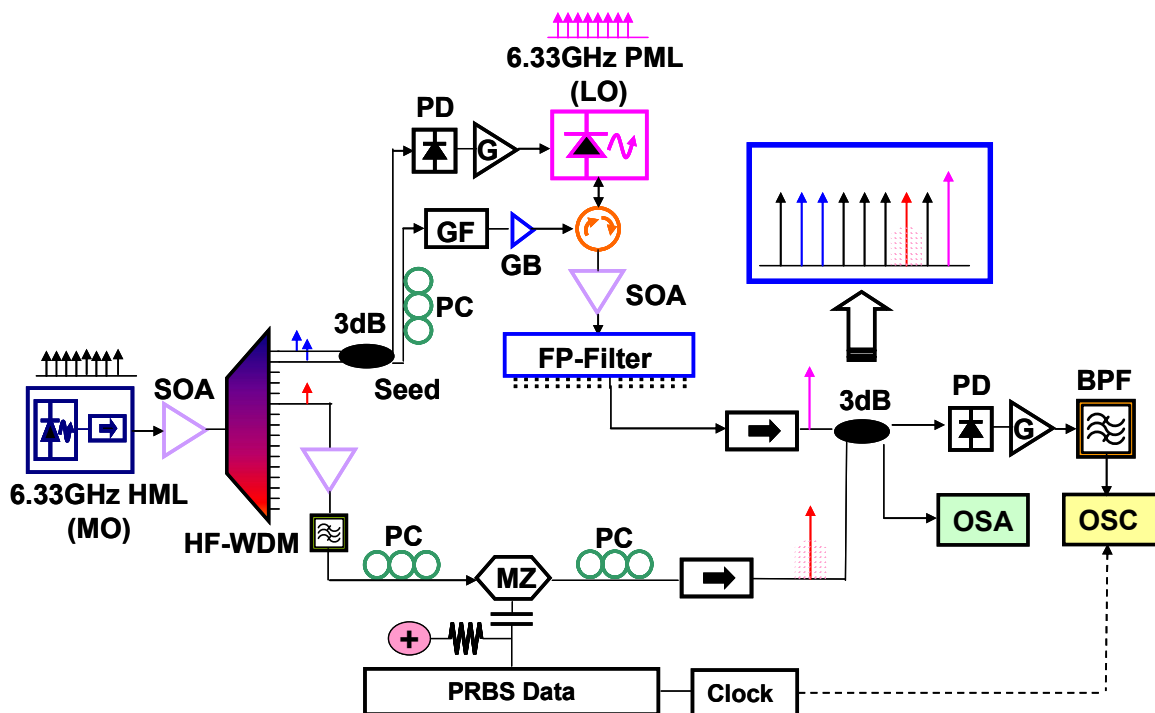 6.33GHz PML
(LO)
PD
G
GF
GB
PC
SOA
3dB
FP-Filter
SOA
Seed
6.33GHz HML
(MO)
HF-WDM
3dB
PD
G
BPF
OSA
OSC
PC
MZ
PC
+
PRBS Data
Clock